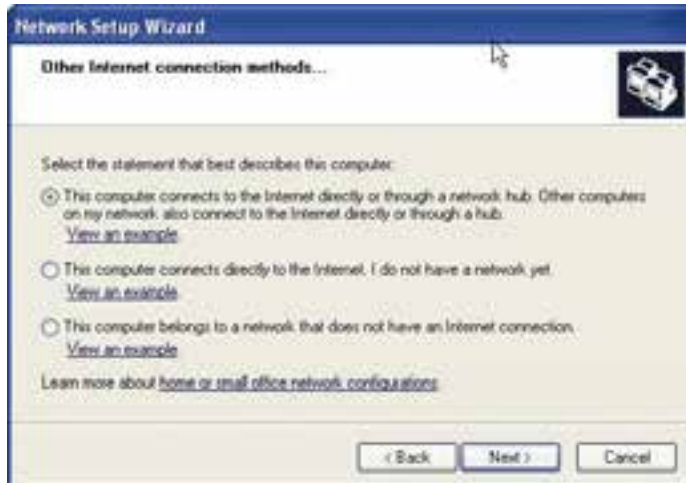 Network Setup Wizard
Other Internet connection methods...
Select the statement that best describes this computer:
This computer connects to the Internet directly or through a network hub. Other computers
on my network also connect to the Internet directly or through a hub.
View an example.
This computer connects directly to the Internet. I do not have a network yet.
View an example.
This computer belongs to a network that does not have an Internet connection.
View an example.
Learn more about home or small office network configurations.
< Back
Next >
Cancel